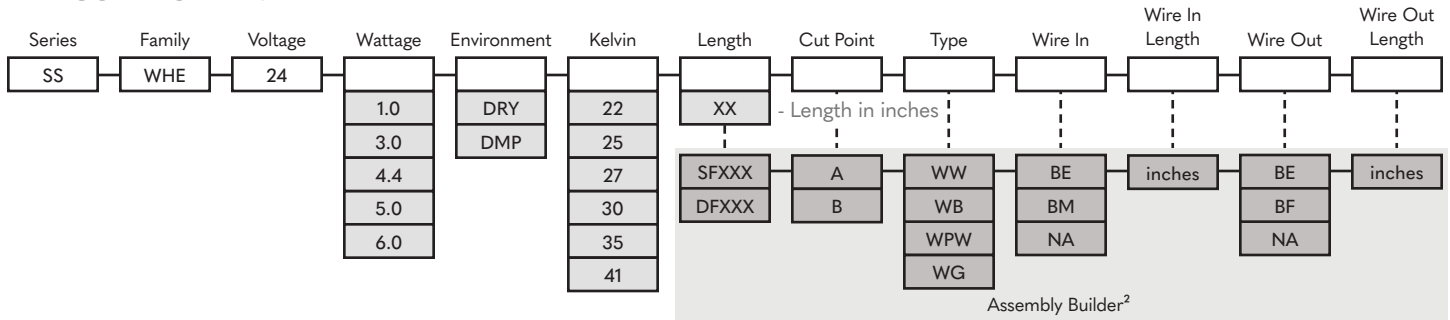 Series Family Voltage Wattage Environment Kelvin Length Cut Point Type Wire In Wire In Length Wire Out Wire Out Length
SS WHE 24
1.0 DRY 22 XX - Length in inches
3.0 DMP 25
4.4 27 SFXXX A WW BE inches BE inches
5.0 30 DFXXX B WB BM BF
6.0 35 WPW NA NA
41 WG
Assembly Builder²